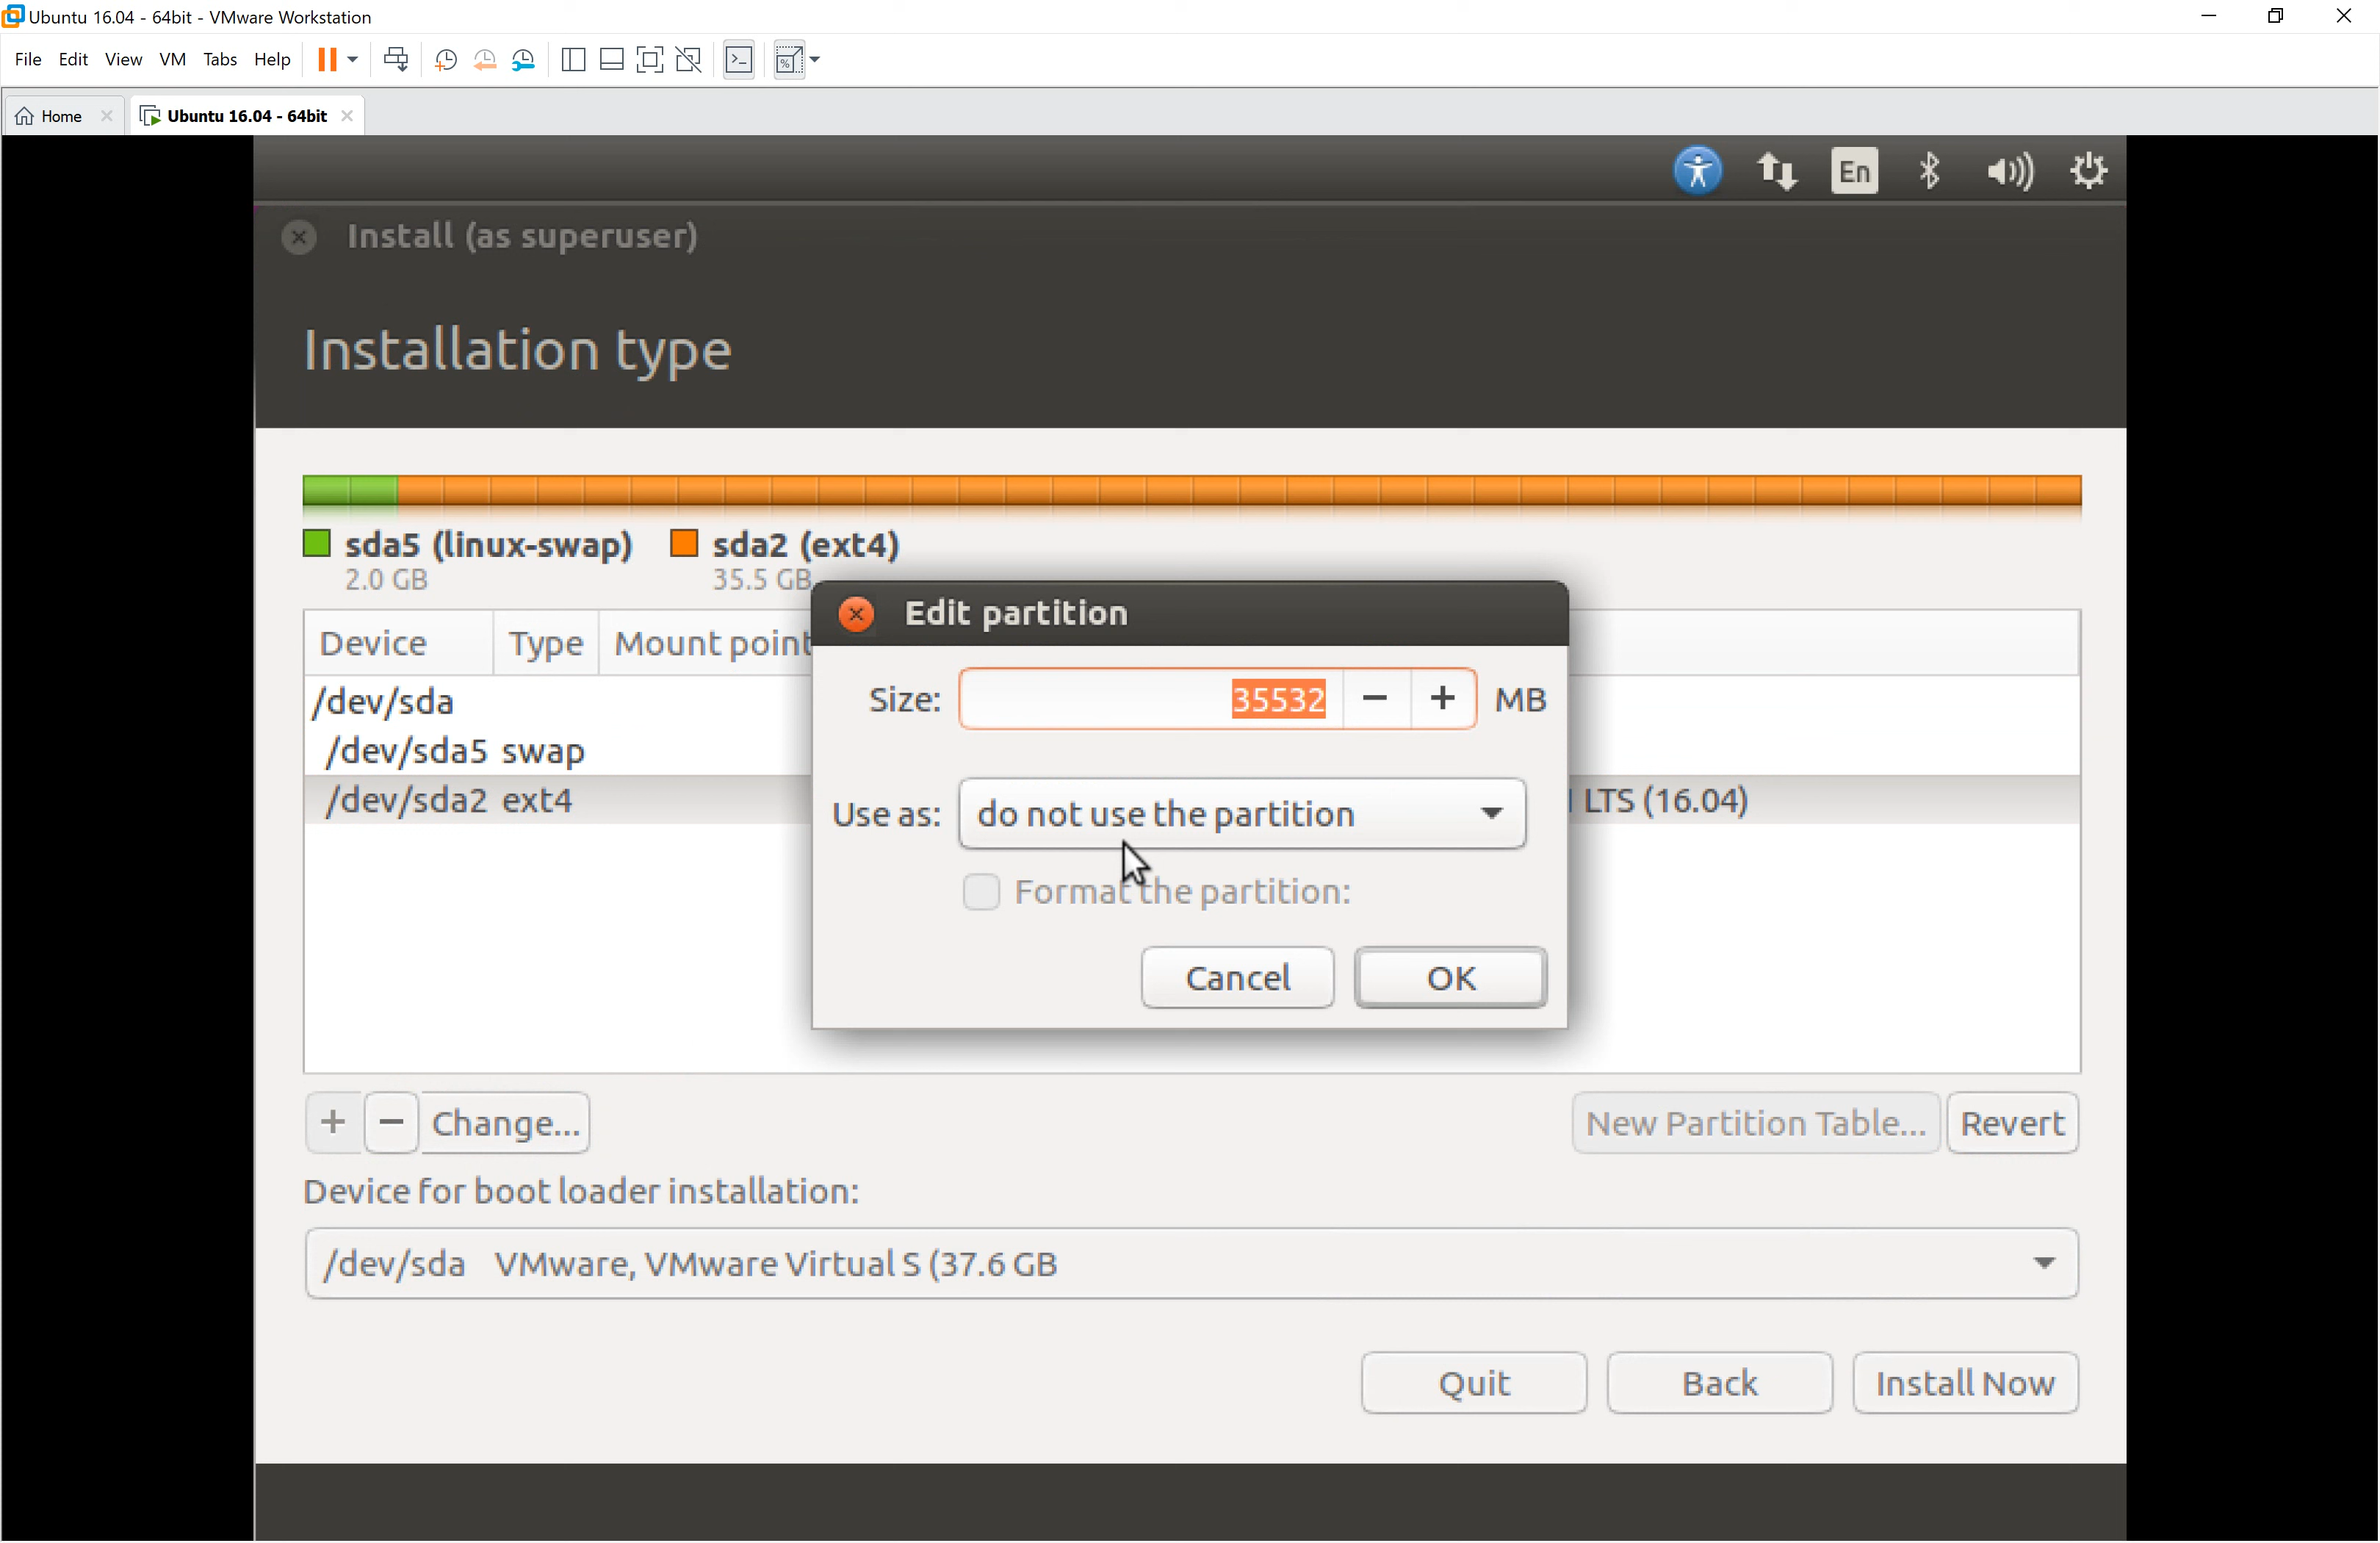 Ubuntu 16.04 - 64bit - VMware Workstation
File Edit View VM Tabs Help
Home Ubuntu 16.04 - 64bit
En
Install (as superuser)
Installation type
sda5 (linux-swap) sda2 (ext4)
2.0 GB 35.5 GB
Edit partition
Device Type Mount point
Size: 35532 MB
/dev/sda
/dev/sda5 swap
/dev/sda2 ext4 LTS (16.04)
Use as: do not use the partition
Format the partition:
Cancel OK
+ - Change... New Partition Table... Revert
Device for boot loader installation:
/dev/sda VMware, VMware Virtual S (37.6 GB
Quit Back Install Now